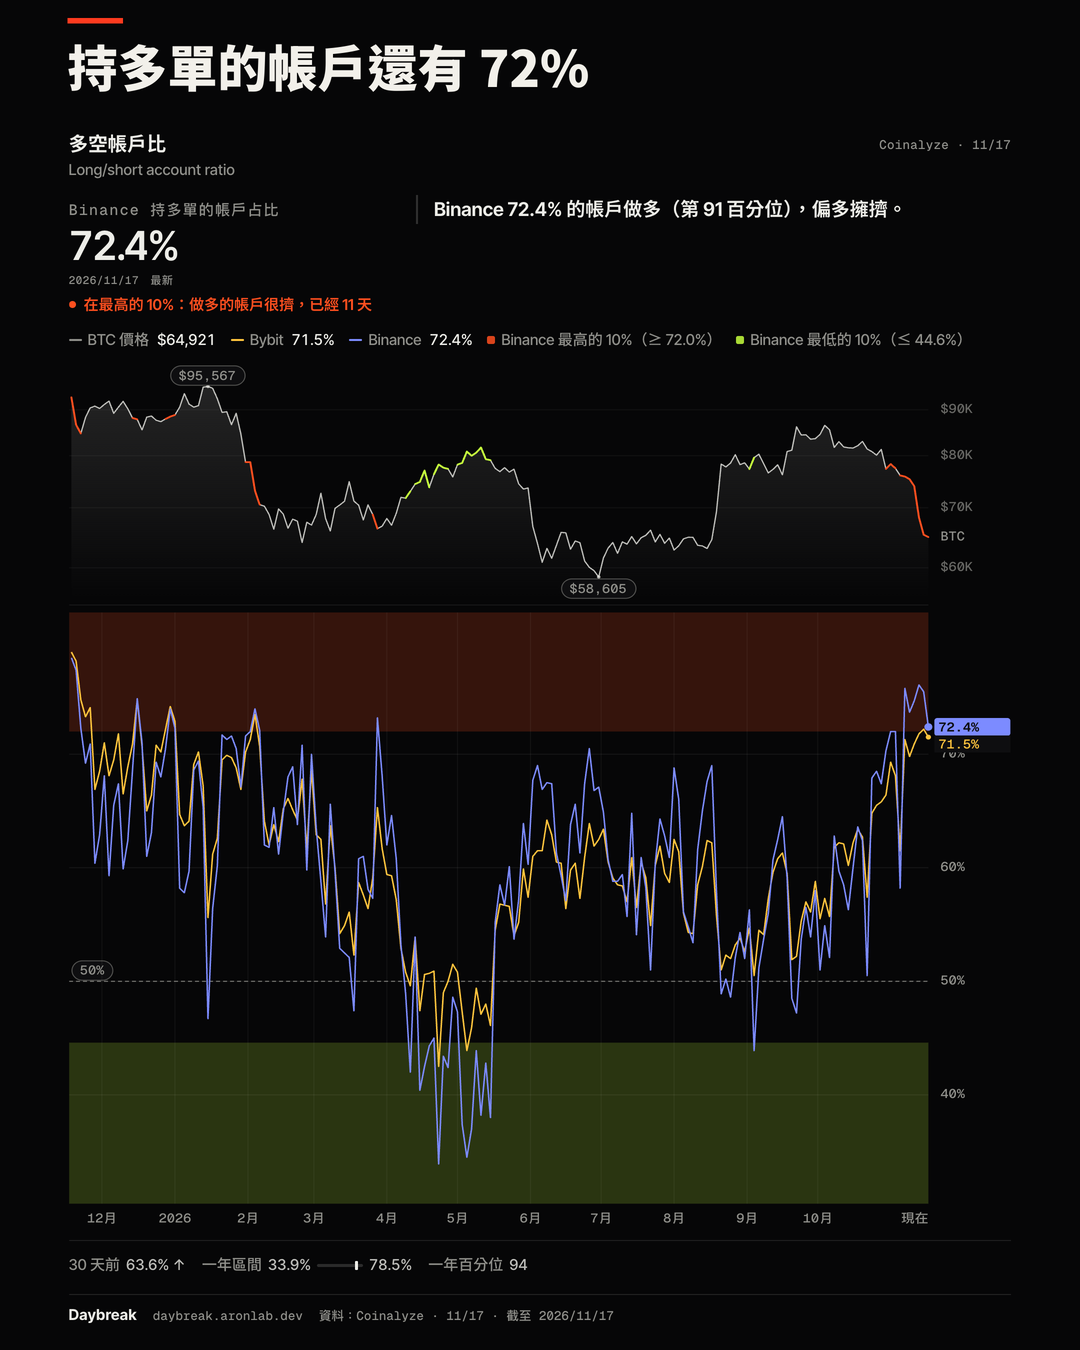 持多單的帳戶還有 72%
多空帳戶比
Coinalyze · 11/17
Long/short account ratio
Binance 持多單的帳戶占比
72.4%
2026/11/17 最新
Binance 72.4% 的帳戶做多（第 91 百分位），偏多擁擠。
在最高的 10%：做多的帳戶很擠，已經 11 天
BTC 價格 $64,921
Bybit 71.5%
Binance 72.4%
Binance 最高的 10%（≥ 72.0%）
Binance 最低的 10%（≤ 44.6%）
$95,567
$90K
$80K
$70K
BTC
$60K
$58,605
72.4%
71.5%
70%
60%
50%
50%
40%
12月 2026 2月 3月 4月 5月 6月 7月 8月 9月 10月 現在
30 天前 63.6% ↑ 一年區間 33.9% 78.5% 一年百分位 94
Daybreak daybreak.aronlab.dev 資料：Coinalyze · 11/17 · 截至 2026/11/17